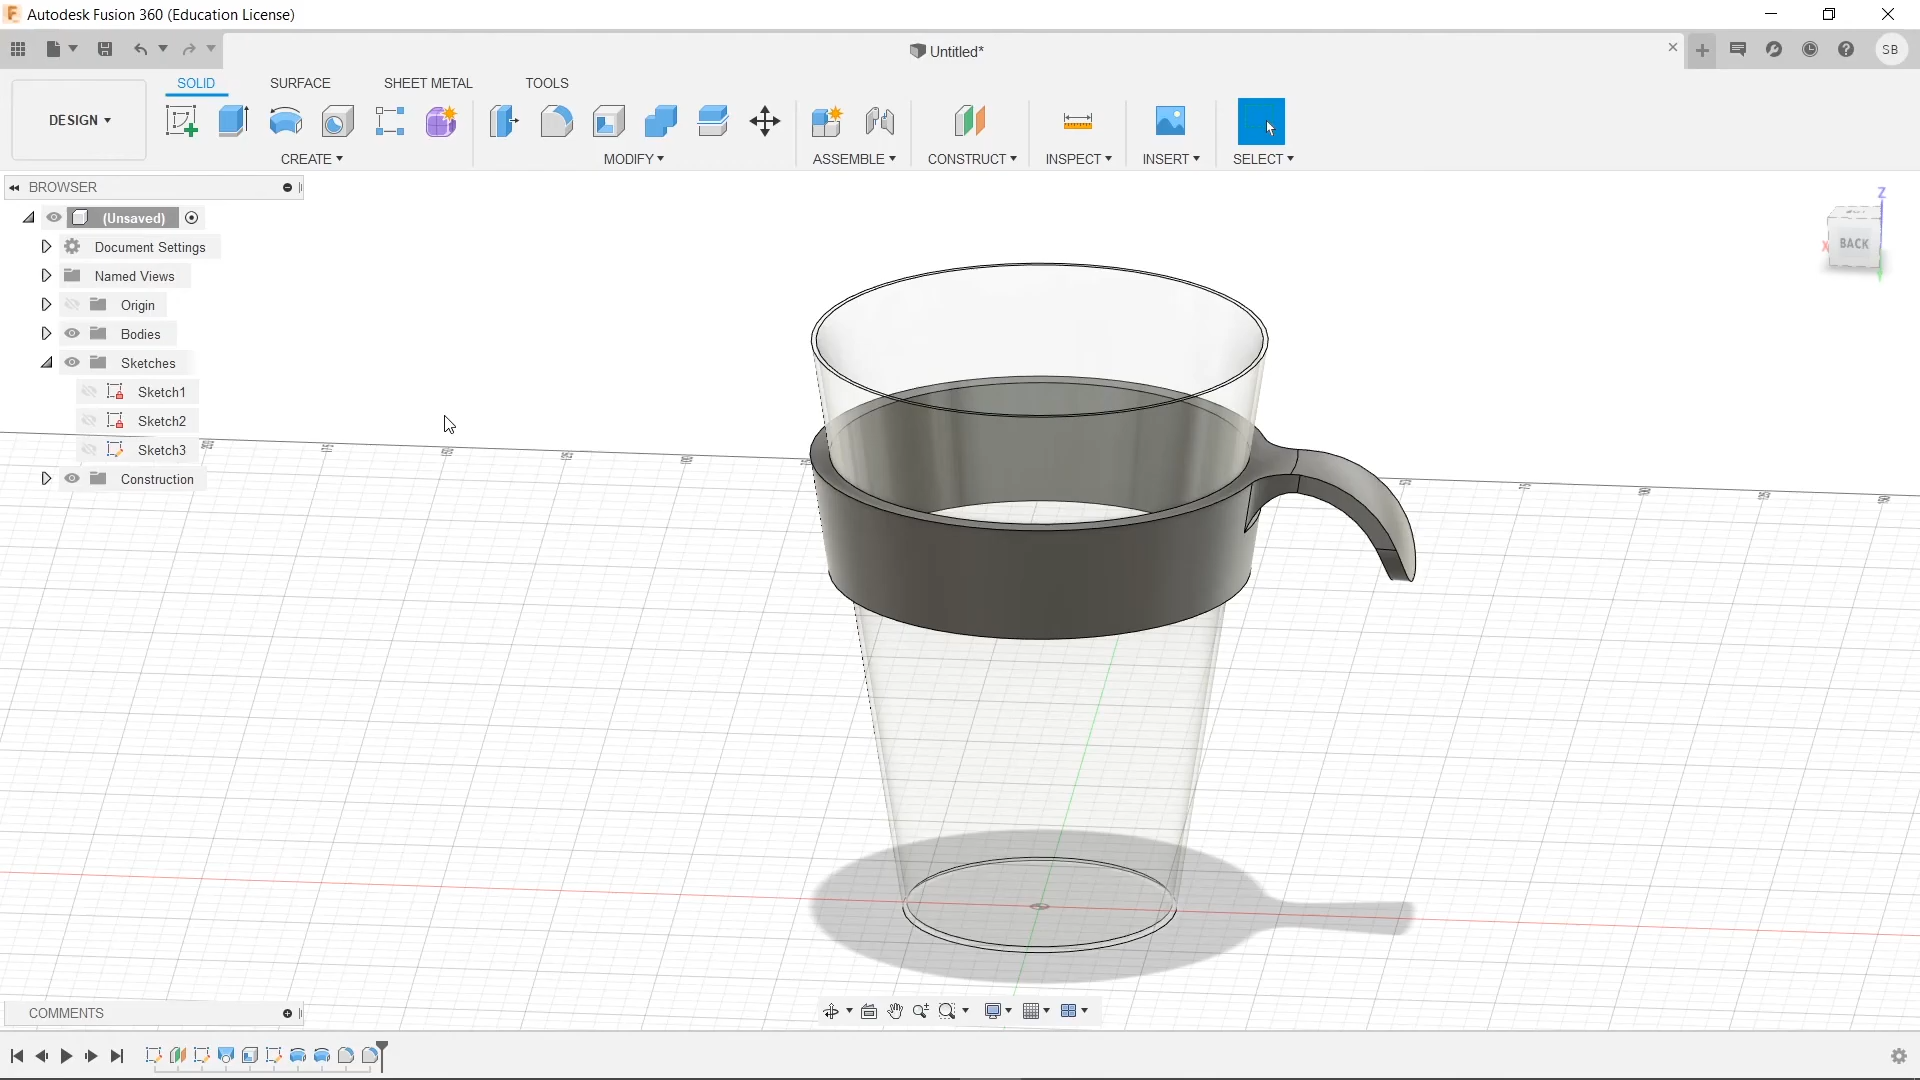 Autodesk Fusion 360 (Education License)
Untitled*
SB
DESIGN
SOLID
SURFACE
SHEET METAL
TOOLS
CREATE
MODIFY
ASSEMBLE
CONSTRUCT
INSPECT
INSERT
SELECT
BROWSER
(Unsaved)
Document Settings
Named Views
Origin
Bodies
Sketches
Sketch1
Sketch2
Sketch3
Construction
Z
X
BACK
COMMENTS